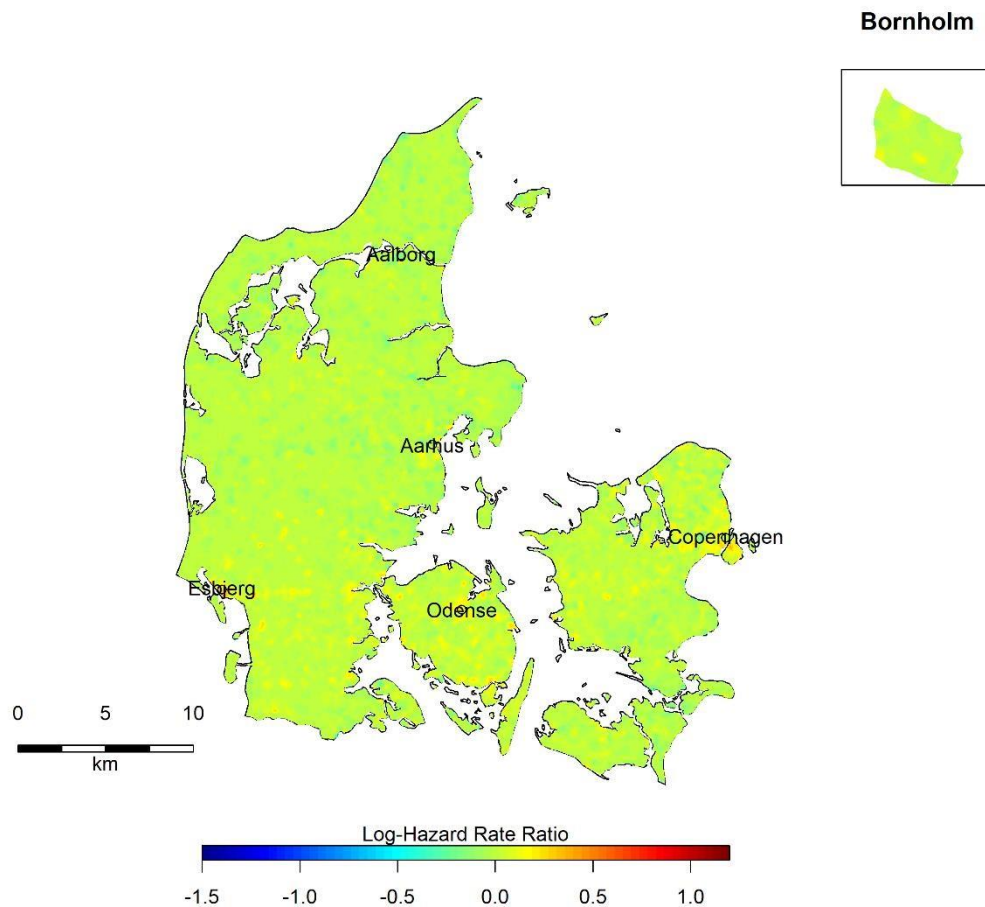 Bornholm
Aalborg
Aarhus
Copenhagen
Esbjerg
Odense
0 5 10
km
Log-Hazard Rate Ratio
-1.5 -1.0 -0.5 0.0 0.5 1.0